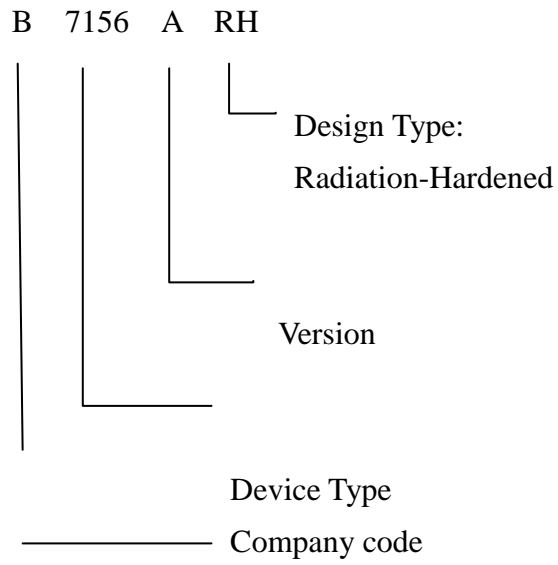 B 7156 A RH
Design Type:
Radiation-Hardened
Version
Device Type
Company code